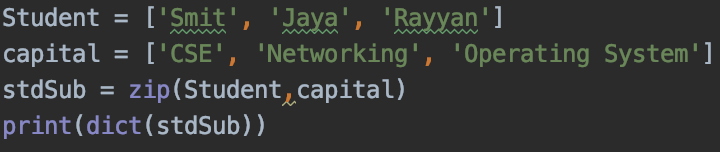 Student = ['Smit', 'Jaya', 'Rayyan']
capital = ['CSE', 'Networking', 'Operating System']
stdSub = zip(Student,capital)
print(dict(stdSub))